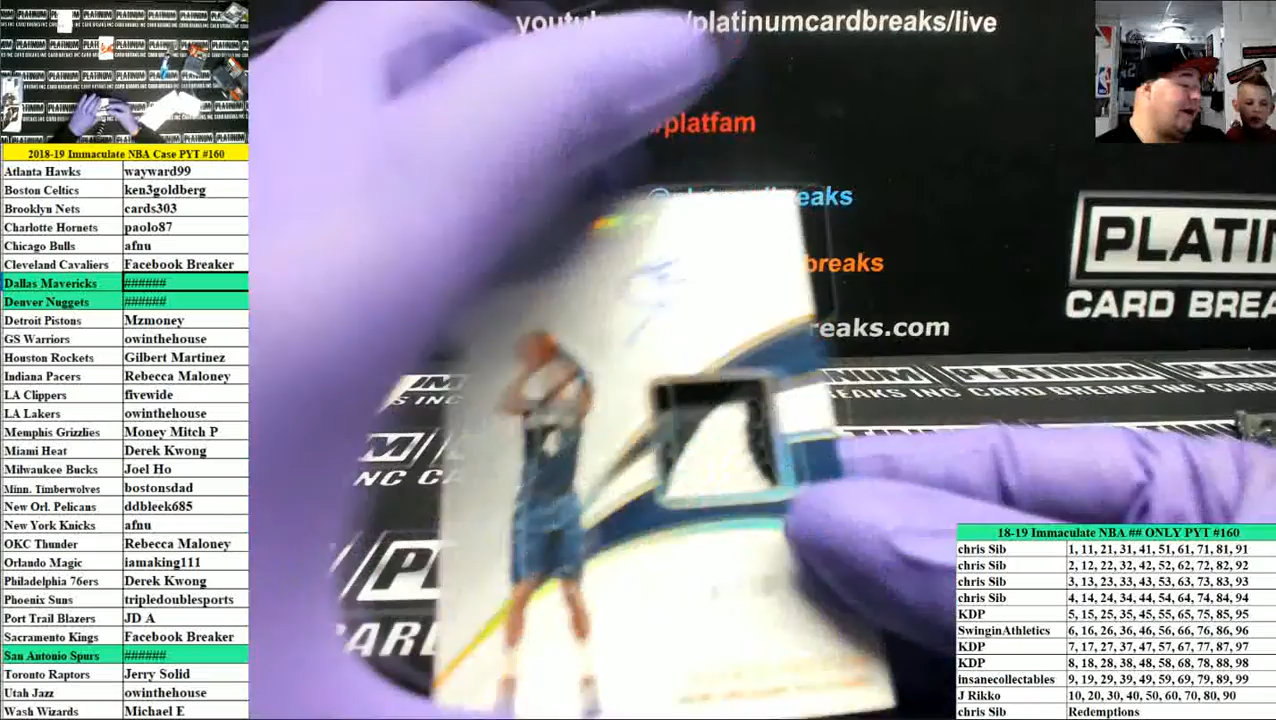 youtub /platinumcardbreaks/live
platfam
eaks
breaks
reaks.com
PLATIN
CARD BREA
2018-19 Immaculate NBA Case PYT #160
Atlanta Hawks wayward99
Boston Celtics ken3goldberg
Brooklyn Nets cards303
Charlotte Hornets paolo87
Chicago Bulls afnu
Cleveland Cavaliers Facebook Breaker
Dallas Mavericks ######
Denver Nuggets ######
Detroit Pistons Mzmoney
GS Warriors owinthehouse
Houston Rockets Gilbert Martinez
Indiana Pacers Rebecca Maloney
LA Clippers fivewide
LA Lakers owinthehouse
Memphis Grizzlies Money Mitch P
Miami Heat Derek Kwong
Milwaukee Bucks Joel Ho
Minn. Timberwolves bostonsdad
New Orl. Pelicans ddbleek685
New York Knicks afnu
OKC Thunder Rebecca Maloney
Orlando Magic iamaking111
Philadelphia 76ers Derek Kwong
Phoenix Suns tripledoublesports
Port Trail Blazers JD A
Sacramento Kings Facebook Breaker
San Antonio Spurs ######
Toronto Raptors Jerry Solid
Utah Jazz owinthehouse
Wash Wizards Michael E
18-19 Immaculate NBA ## ONLY PYT #160
chris Sib 1, 11, 21, 31, 41, 51, 61, 71, 81, 91
chris Sib 2, 12, 22, 32, 42, 52, 62, 72, 82, 92
chris Sib 3, 13, 23, 33, 43, 53, 63, 73, 83, 93
chris Sib 4, 14, 24, 34, 44, 54, 64, 74, 84, 94
KDP 5, 15, 25, 35, 45, 55, 65, 75, 85, 95
SwinginAthletics 6, 16, 26, 36, 46, 56, 66, 76, 86, 96
KDP 7, 17, 27, 37, 47, 57, 67, 77, 87, 97
KDP 8, 18, 28, 38, 48, 58, 68, 78, 88, 98
insanecollectables 9, 19, 29, 39, 49, 59, 69, 79, 89, 99
J Rikko 10, 20, 30, 40, 50, 60, 70, 80, 90
chris Sib Redemptions